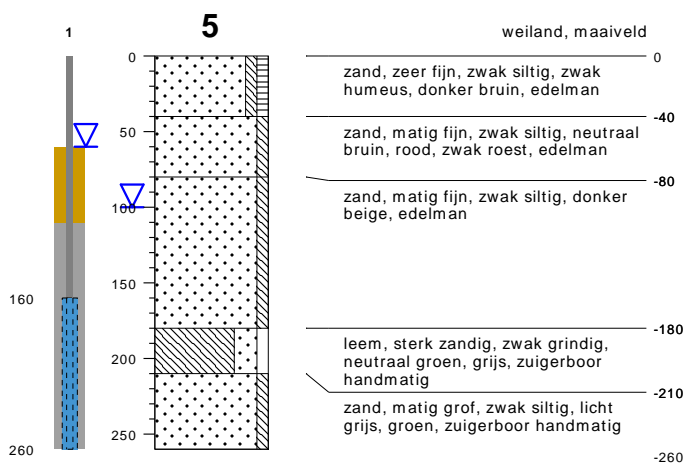 1
5
weiland, maaiveld
0
0
zand, zeer fijn, zwak siltig, zwak
humeus, donker bruin, edelman
-40
50
zand, matig fijn, zwak siltig, neutraal
bruin, rood, zwak roest, edelman
-80
zand, matig fijn, zwak siltig, donker
beige, edelman
100
150
160
-180
leem, sterk zandig, zwak grindig,
neutraal groen, grijs, zuigerboor
handmatig
200
-210
zand, matig grof, zwak siltig, licht
grijs, groen, zuigerboor handmatig
250
260
-260